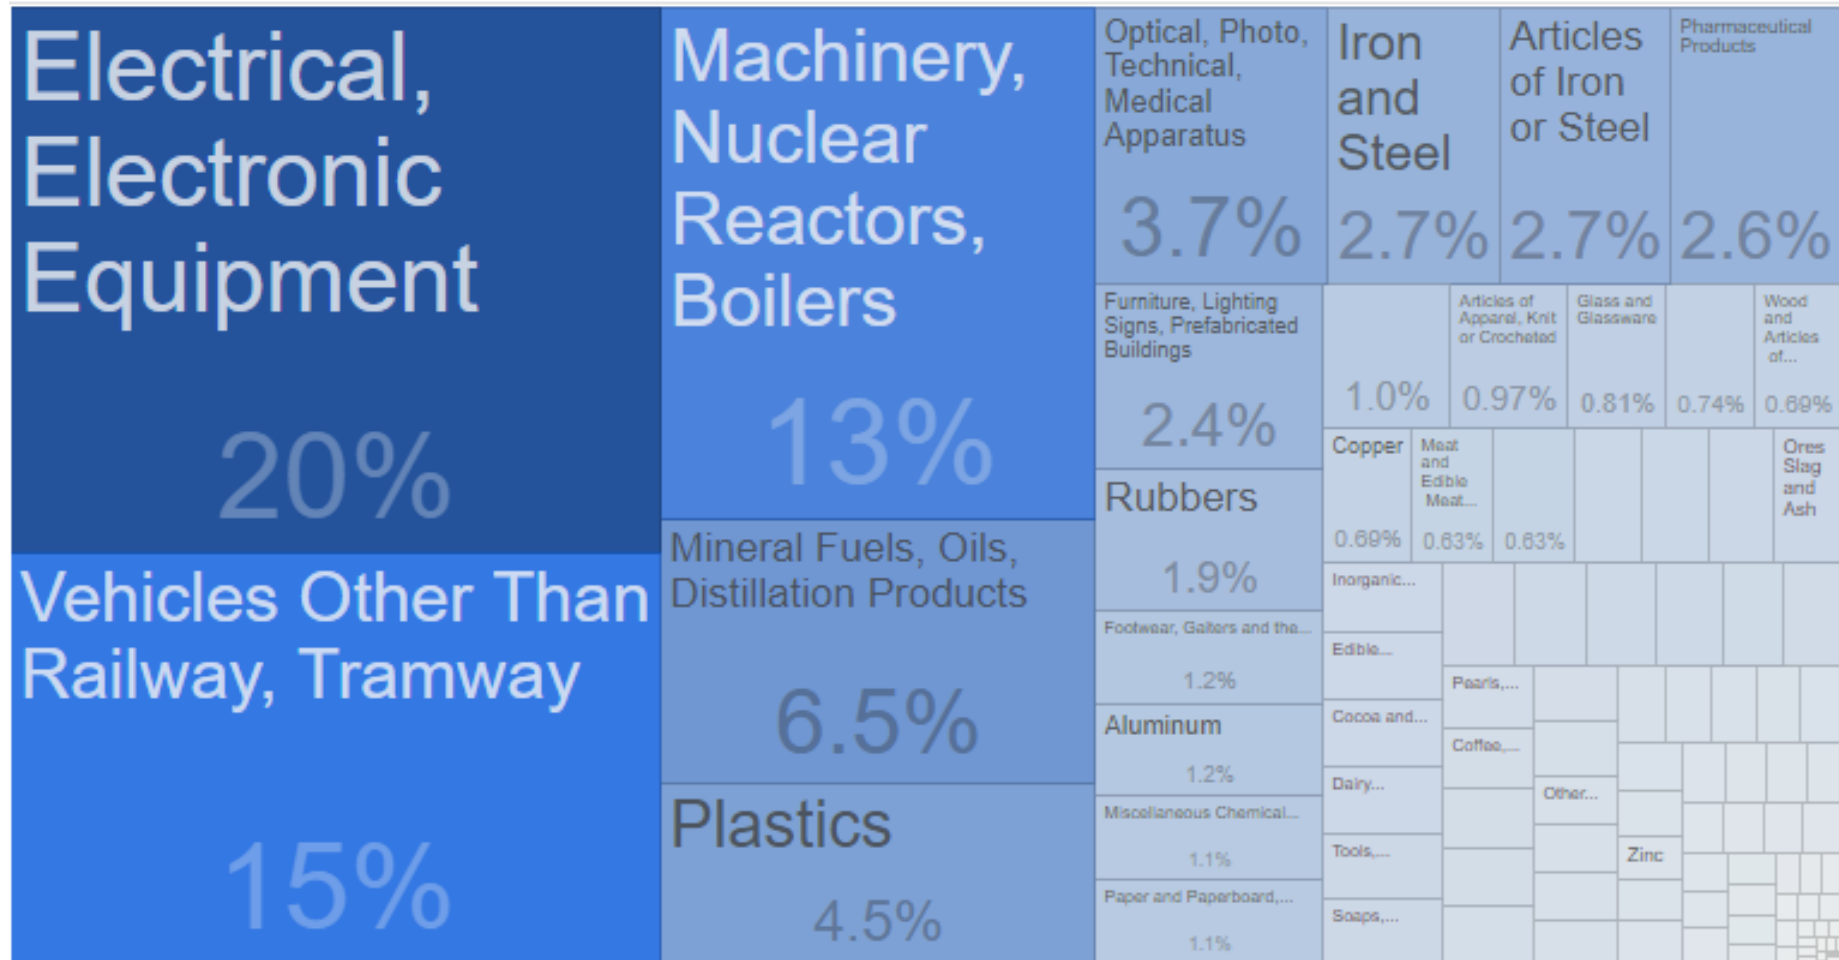 Electrical,
Electronic
Equipment
20%
Vehicles Other Than
Railway, Tramway
15%
Machinery,
Nuclear
Reactors,
Boilers
13%
Mineral Fuels, Oils,
Distillation Products
6.5%
Plastics
4.5%
Optical, Photo,
Technical,
Medical
Apparatus
3.7%
Iron
and
Steel
2.7%
Articles
of Iron
or Steel
2.7%
Pharmaceutical
Products
2.6%
Furniture, Lighting
Signs, Prefabricated
Buildings
2.4%
Rubbers
1.9%
Footwear, Gaiters and the...
1.2%
Aluminum
1.2%
Miscellaneous Chemical...
1.1%
Paper and Paperboard,...
1.1%
1.0%
Articles of
Apparel, Knit
or Crocheted
0.97%
Glass and
Glassware
0.81%
0.74%
Wood
and
Articles
of...
0.69%
Copper
0.69%
Meat
and
Edible
Meat...
0.63%
0.63%
Ores
Slag
and
Ash
Inorganic...
Edible...
Cocoa and...
Dairy...
Tools,...
Soaps,...
Pearls,...
Coffee,...
Other...
Zinc